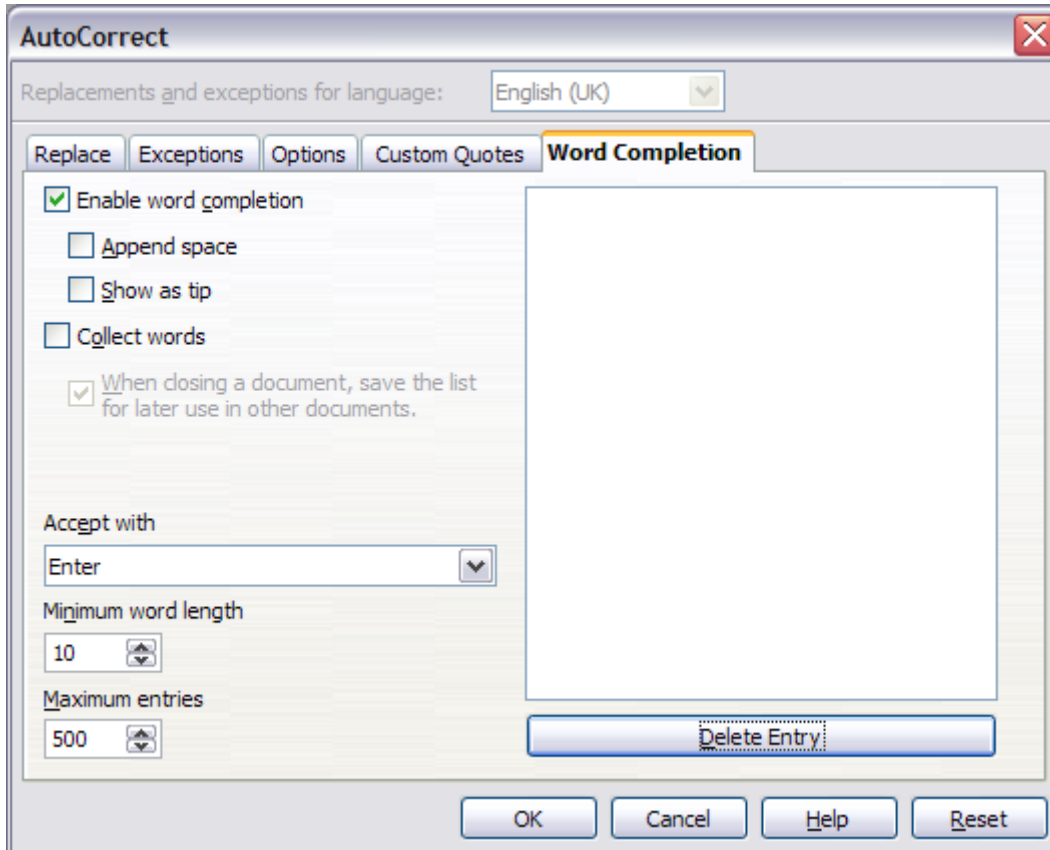 AutoCorrect
Replacements and exceptions for language: English (UK)
Replace Exceptions Options Custom Quotes Word Completion
Enable word completion
Append space
Show as tip
Collect words
When closing a document, save the list
for later use in other documents.
Accept with
Enter
Minimum word length
10
Maximum entries
500
Delete Entry
OK Cancel Help Reset